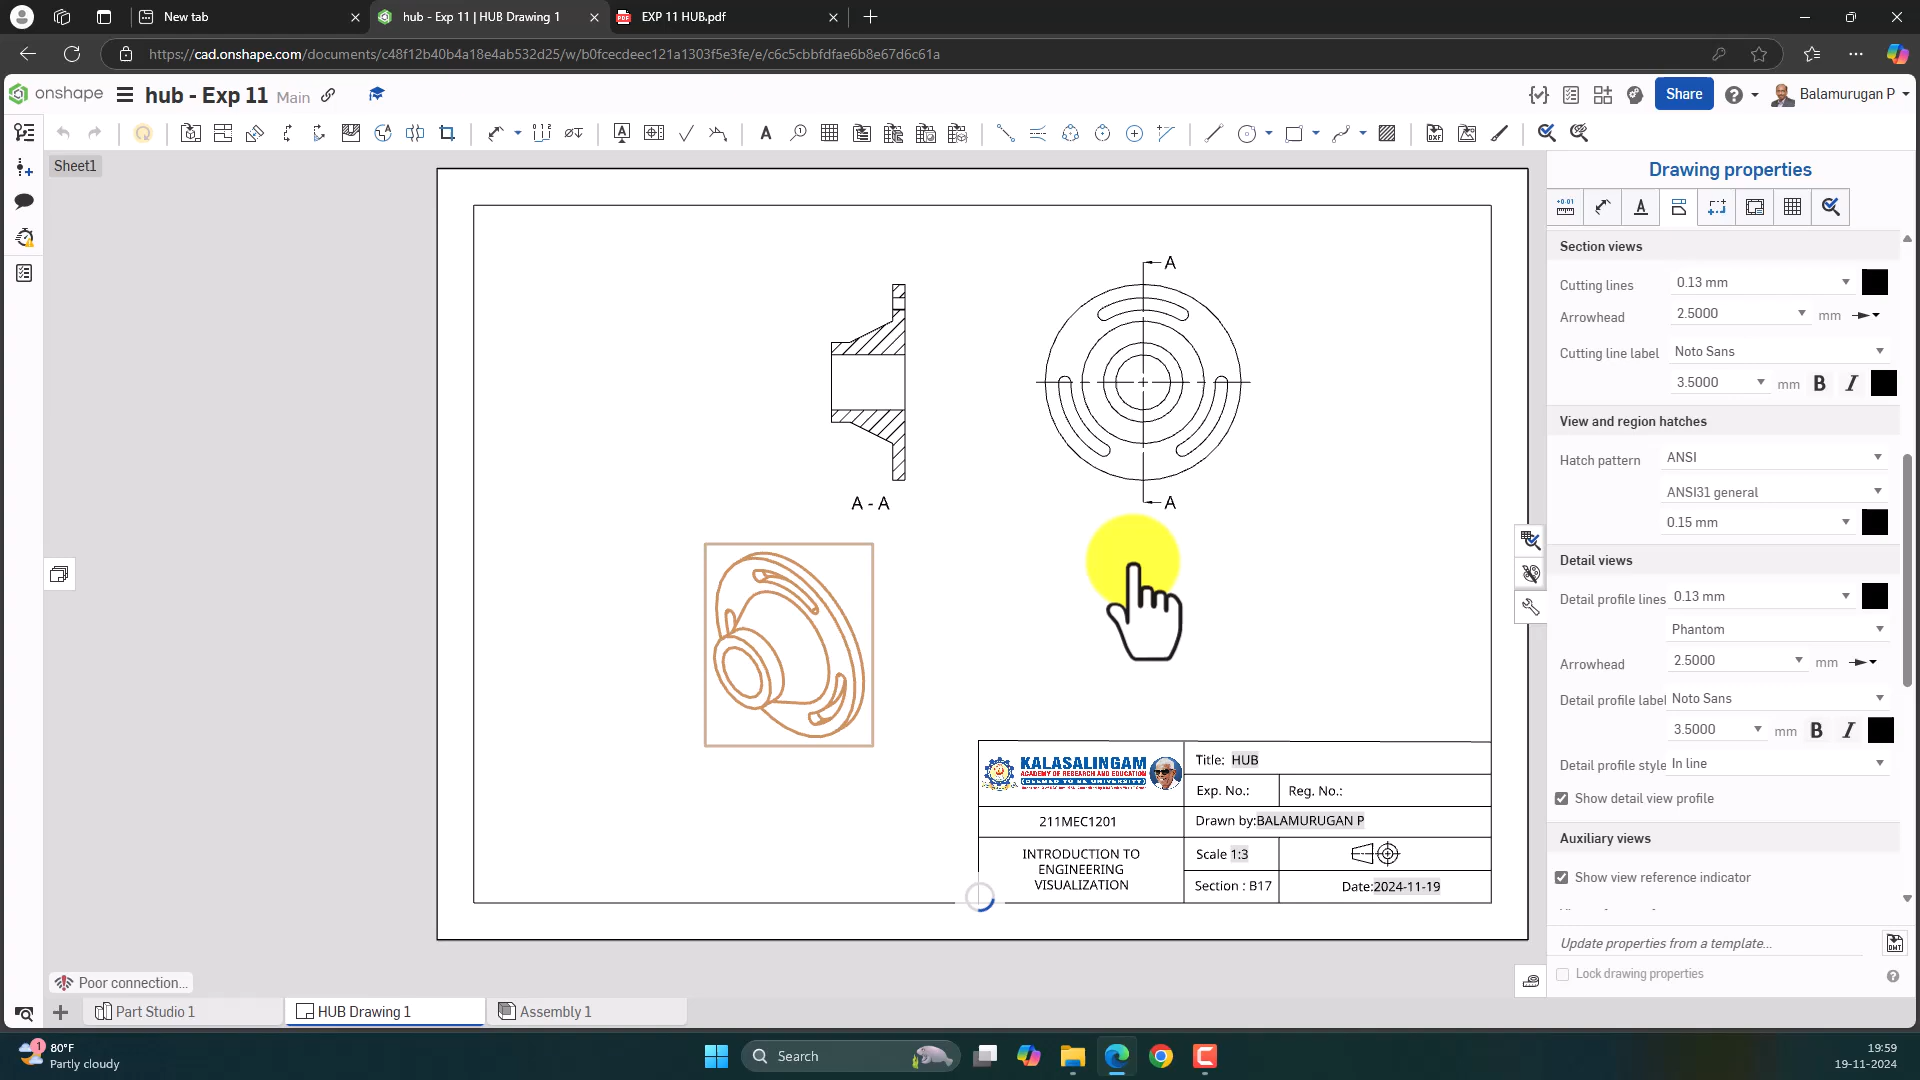 New tab
hub - Exp 11 | HUB Drawing 1
EXP 11 HUB.pdf
https://cad.onshape.com/documents/c48f12b40b4a18e4ab532d25/w/b0fcecdeec121a1303f5e3fe/e/c6c5cbbfdfae6b8e67d6c61a
onshape
hub - Exp 11
Main
Share
Balamurugan P
Sheet1
Drawing properties
Section views
Cutting lines
0.13 mm
Arrowhead
2.5000
mm
Cutting line label
Noto Sans
3.5000
mm
B
I
View and region hatches
Hatch pattern
ANSI
ANSI31 general
0.15 mm
Detail views
Detail profile lines
0.13 mm
Phantom
Arrowhead
2.5000
mm
Detail profile label
Noto Sans
3.5000
mm
B
I
Detail profile style
In line
Show detail view profile
Auxiliary views
Show view reference indicator
Update properties from a template...
Lock drawing properties
A
A
A - A
KALASALINGAM
ACADEMY OF RESEARCH AND EDUCATION
(DEEMED TO BE UNIVERSITY)
211MEC1201
INTRODUCTION TO
ENGINEERING
VISUALIZATION
Title: HUB
Exp. No.:
Reg. No.:
Drawn by:BALAMURUGAN P
Scale 1:3
Section : B17
Date:2024-11-19
Poor connection...
Part Studio 1
HUB Drawing 1
Assembly 1
1
80°F
Partly cloudy
Search
19:59
19-11-2024